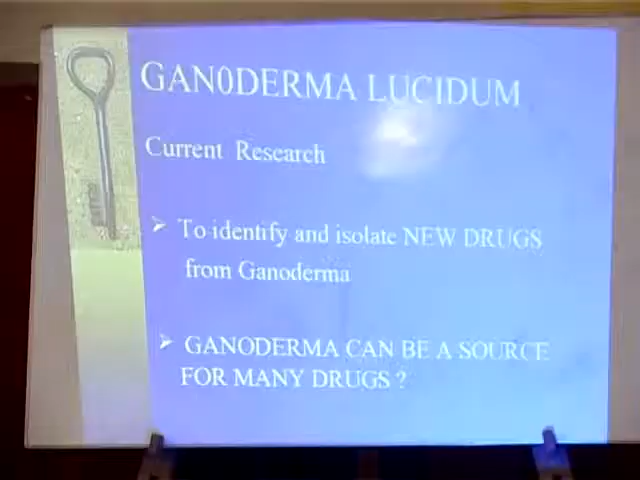 GAN0DERMA LUCIDUM
Current Research
➢ To identify and isolate NEW DRUGS
from Ganoderma
➢ GANODERMA CAN BE A SOURCE
FOR MANY DRUGS ?